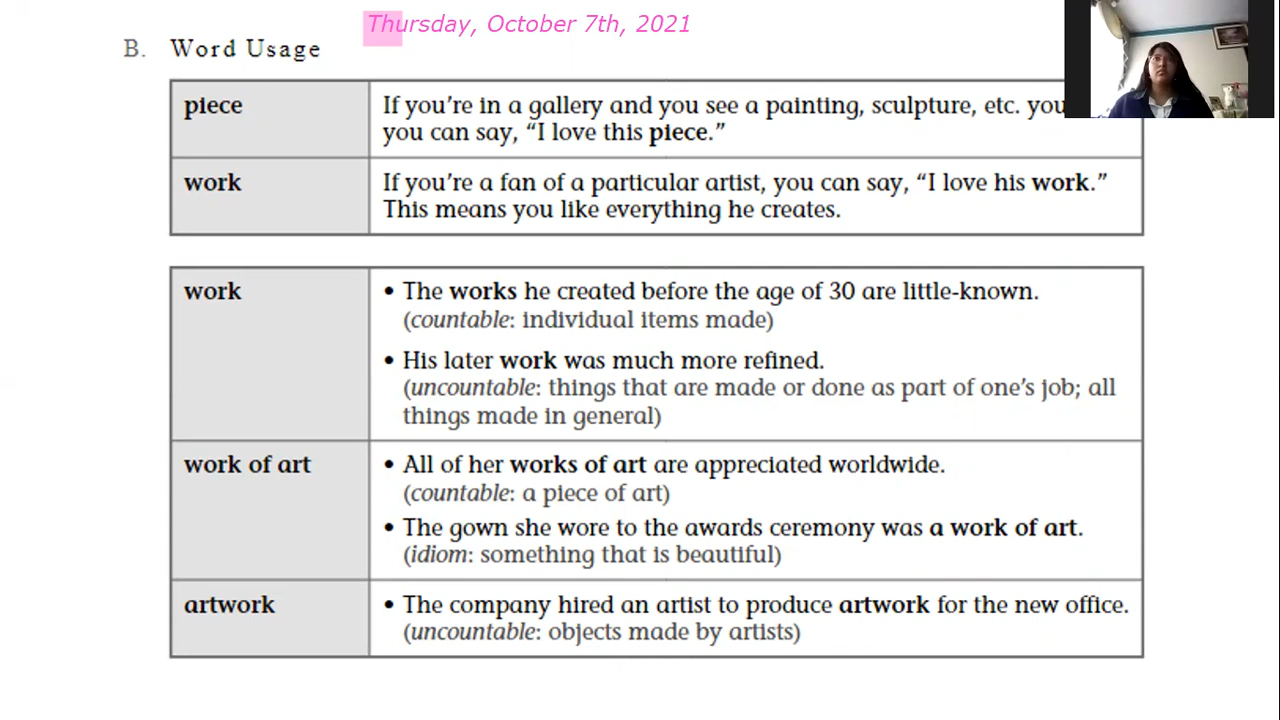 Thursday, October 7th, 2021
B. Word Usage
piece
If you're in a gallery and you see a painting, sculpture, etc. you
you can say, “I love this piece.”
work
If you're a fan of a particular artist, you can say, “I love his work.”
This means you like everything he creates.
work
• The works he created before the age of 30 are little-known.
(countable: individual items made)
• His later work was much more refined.
(uncountable: things that are made or done as part of one's job; all
things made in general)
work of art
• All of her works of art are appreciated worldwide.
(countable: a piece of art)
• The gown she wore to the awards ceremony was a work of art.
(idiom: something that is beautiful)
artwork
• The company hired an artist to produce artwork for the new office.
(uncountable: objects made by artists)